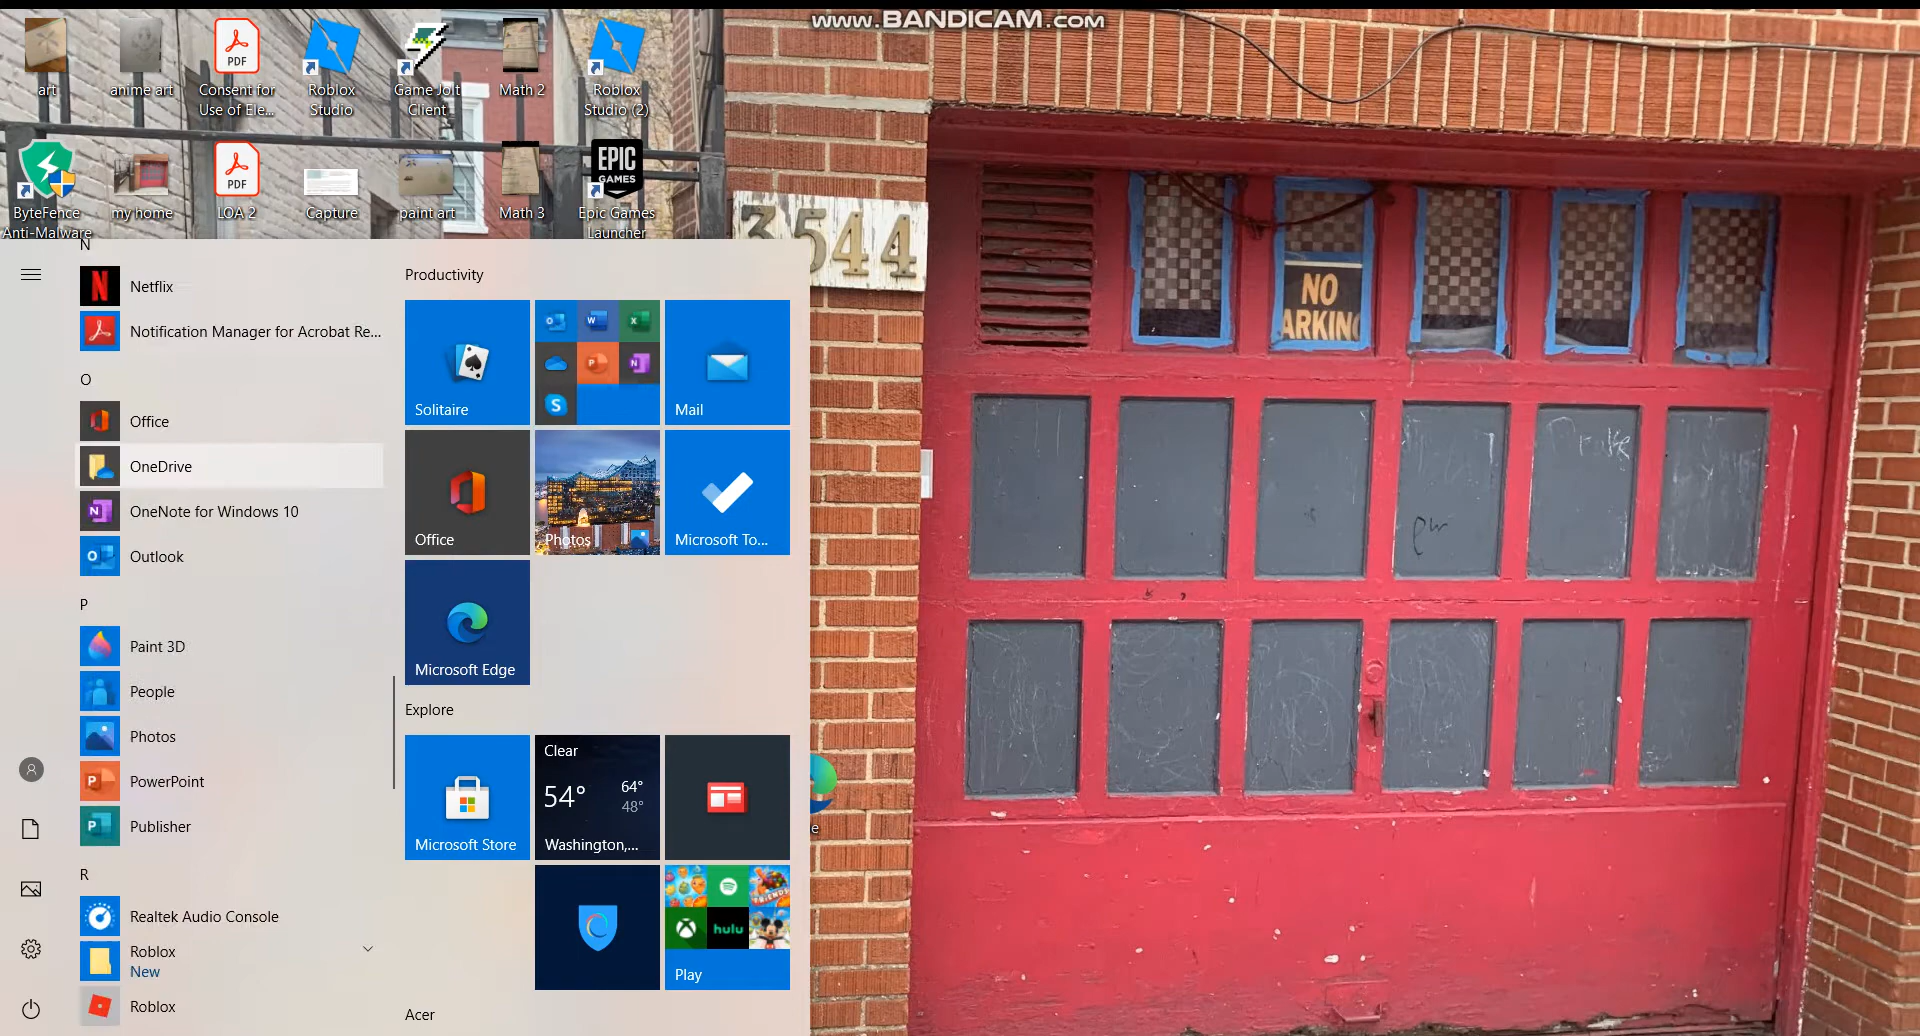 www.BANDICAM.com
art
anime art
Consent for
Use of Ele...
Roblox
Studio
Game Jolt
Client
Math 2
Roblox
Studio (2)
ByteFence
Anti-Malware
my home
PDF
PDF
LOA 2
Capture
paint art
Math 3
EPIC
GAMES
Epic Games
Launcher
3544
NO
ARKING
N
Netflix
Notification Manager for Acrobat Re...
O
Office
OneDrive
OneNote for Windows 10
Outlook
P
Paint 3D
People
Photos
PowerPoint
Publisher
R
Realtek Audio Console
Roblox
New
Roblox
Productivity
Solitaire
Mail
Office
Photos
Microsoft To...
Microsoft Edge
Explore
Microsoft Store
Clear
54°
64°
48°
Washington,...
hulu
Play
Acer